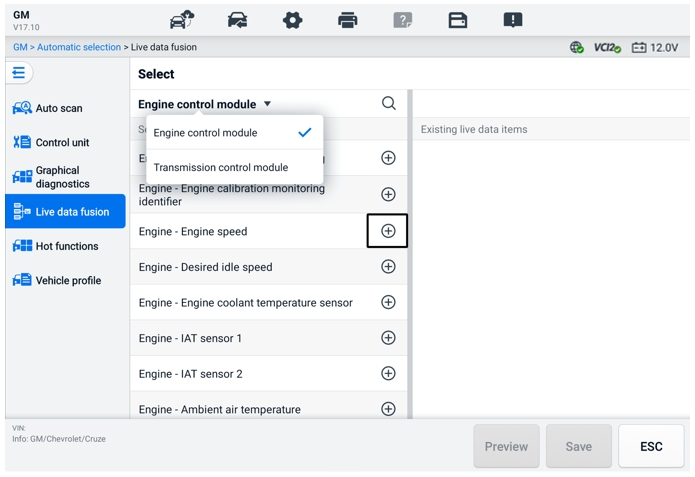 GM
V17.10
GM > Automatic selection > Live data fusion
VCI2
12.0V
Select
Auto scan
Control unit
Graphical
diagnostics
Live data fusion
Hot functions
Vehicle profile
Engine control module
Engine control module
Transmission control module
Existing live data items
Engine - Engine calibration monitoring
identifier
Engine - Engine speed
Engine - Desired idle speed
Engine - Engine coolant temperature sensor
Engine - IAT sensor 1
Engine - IAT sensor 2
Engine - Ambient air temperature
VIN:
Info: GM/Chevrolet/Cruze
Preview
Save
ESC